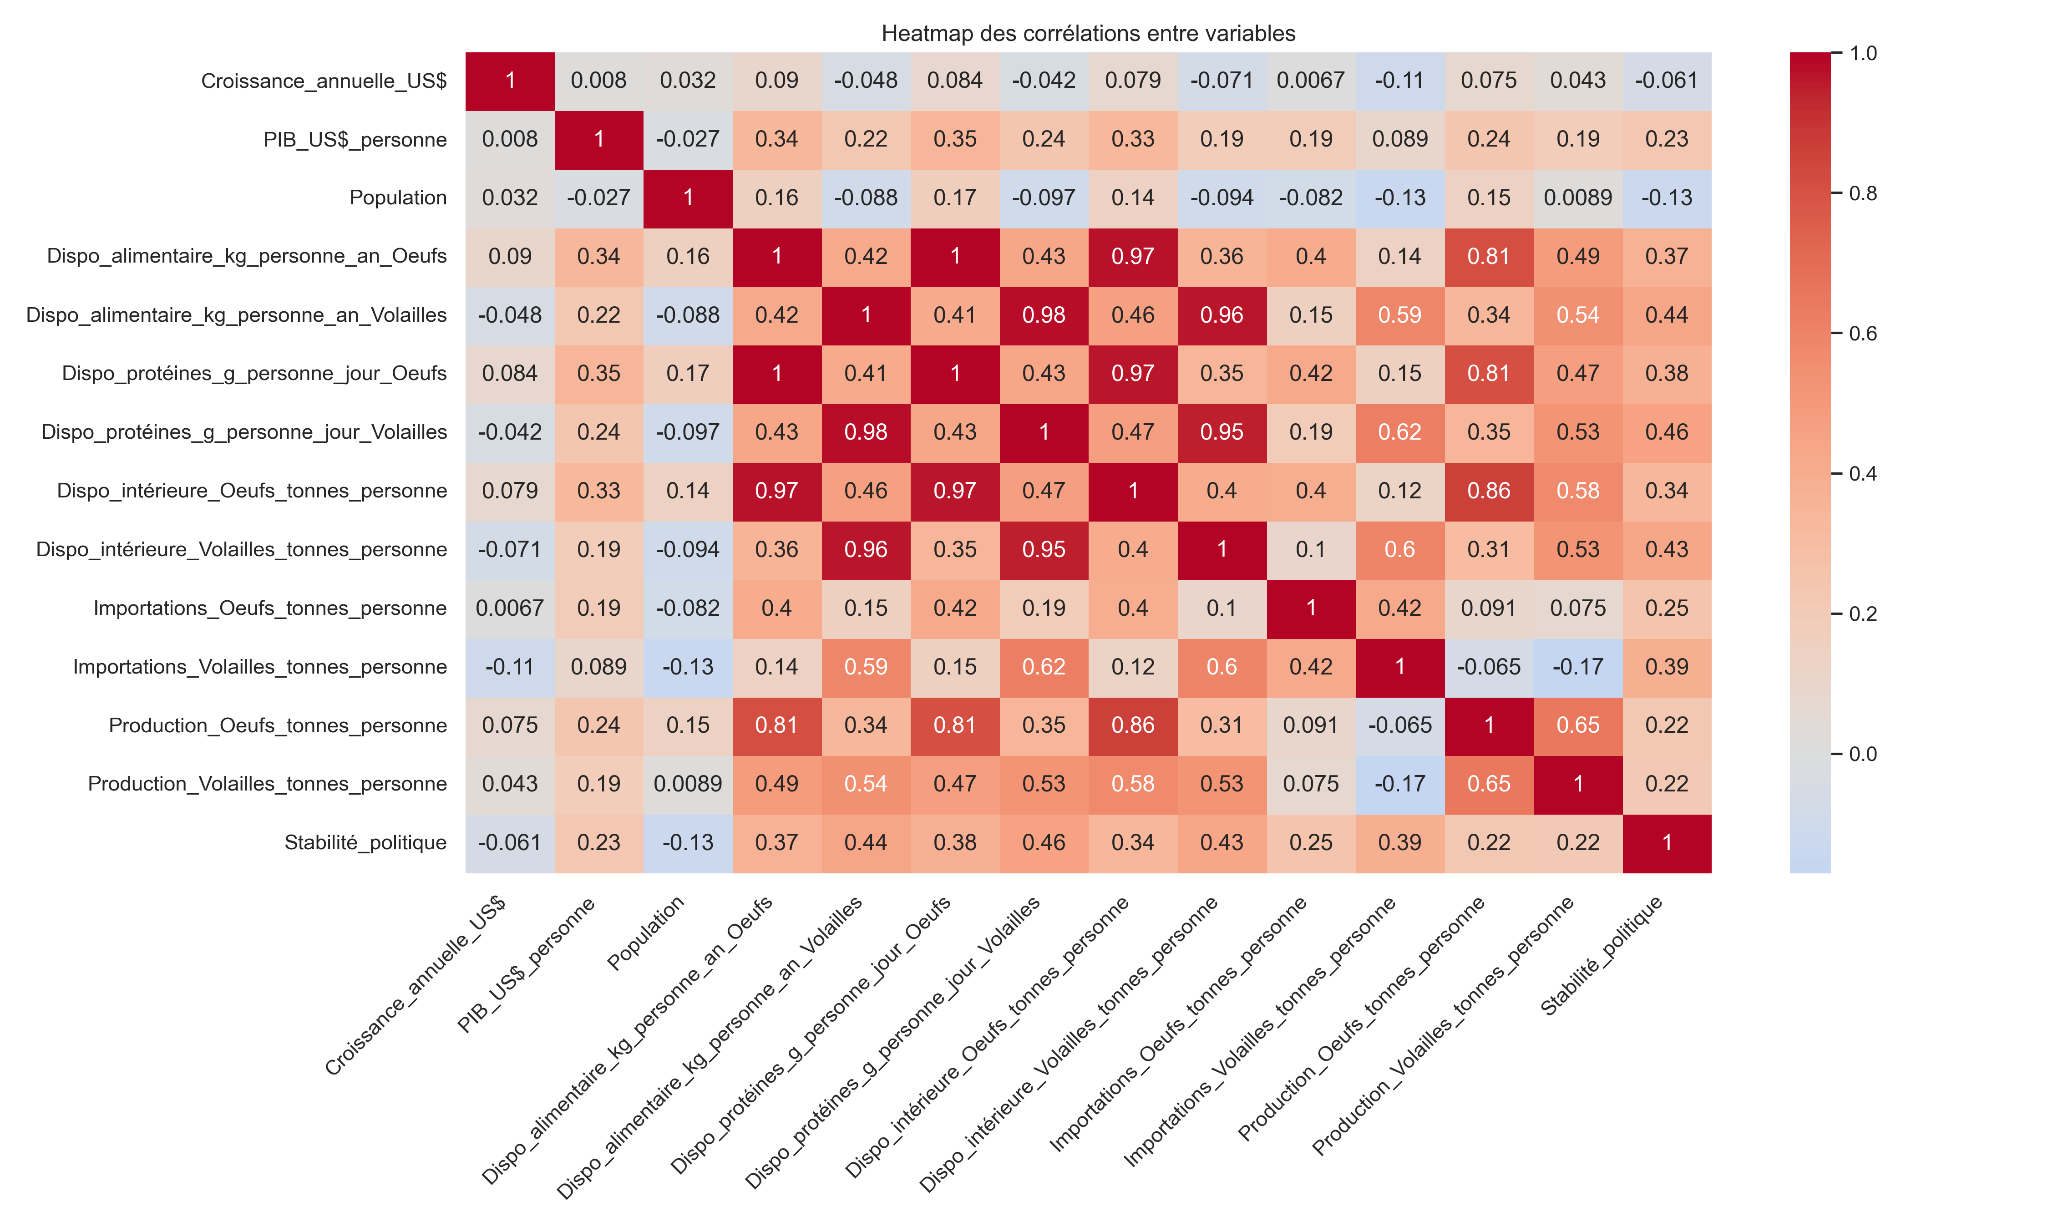 Heatmap des corrélations entre variables
Croissance_annuelle_US$ 1 0.008 0.032 0.09 -0.048 0.084 -0.042 0.079 -0.071 0.0067 -0.11 0.075 0.043 -0.061
PIB_US$_personne 0.008 1 -0.027 0.34 0.22 0.35 0.24 0.33 0.19 0.19 0.089 0.24 0.19 0.23
Population 0.032 -0.027 1 0.16 -0.088 0.17 -0.097 0.14 -0.094 -0.082 -0.13 0.15 0.0089 -0.13
Dispo_alimentaire_kg_personne_an_Oeufs 0.09 0.34 0.16 1 0.42 1 0.43 0.97 0.36 0.4 0.14 0.81 0.49 0.37
Dispo_alimentaire_kg_personne_an_Volailles -0.048 0.22 -0.088 0.42 1 0.41 0.98 0.46 0.96 0.15 0.59 0.34 0.54 0.44
Dispo_protéines_g_personne_jour_Oeufs 0.084 0.35 0.17 1 0.41 1 0.43 0.97 0.35 0.42 0.15 0.81 0.47 0.38
Dispo_protéines_g_personne_jour_Volailles -0.042 0.24 -0.097 0.43 0.98 0.43 1 0.47 0.95 0.19 0.62 0.35 0.53 0.46
Dispo_intérieure_Oeufs_tonnes_personne 0.079 0.33 0.14 0.97 0.46 0.97 0.47 1 0.4 0.4 0.12 0.86 0.58 0.34
Dispo_intérieure_Volailles_tonnes_personne -0.071 0.19 -0.094 0.36 0.96 0.35 0.95 0.4 1 0.1 0.6 0.31 0.53 0.43
Importations_Oeufs_tonnes_personne 0.0067 0.19 -0.082 0.4 0.15 0.42 0.19 0.4 0.1 1 0.42 0.091 0.075 0.25
Importations_Volailles_tonnes_personne -0.11 0.089 -0.13 0.14 0.59 0.15 0.62 0.12 0.6 0.42 1 -0.065 -0.17 0.39
Production_Oeufs_tonnes_personne 0.075 0.24 0.15 0.81 0.34 0.81 0.35 0.86 0.31 0.091 -0.065 1 0.65 0.22
Production_Volailles_tonnes_personne 0.043 0.19 0.0089 0.49 0.54 0.47 0.53 0.58 0.53 0.075 -0.17 0.65 1 0.22
Stabilité_politique -0.061 0.23 -0.13 0.37 0.44 0.38 0.46 0.34 0.43 0.25 0.39 0.22 0.22 1
Croissance_annuelle_US$
PIB_US$_personne
Population
Dispo_alimentaire_kg_personne_an_Oeufs
Dispo_alimentaire_kg_personne_an_Volailles
Dispo_protéines_g_personne_jour_Oeufs
Dispo_protéines_g_personne_jour_Volailles
Dispo_intérieure_Oeufs_tonnes_personne
Dispo_intérieure_Volailles_tonnes_personne
Importations_Oeufs_tonnes_personne
Importations_Volailles_tonnes_personne
Production_Oeufs_tonnes_personne
Production_Volailles_tonnes_personne
Stabilité_politique
1.0
0.8
0.6
0.4
0.2
0.0